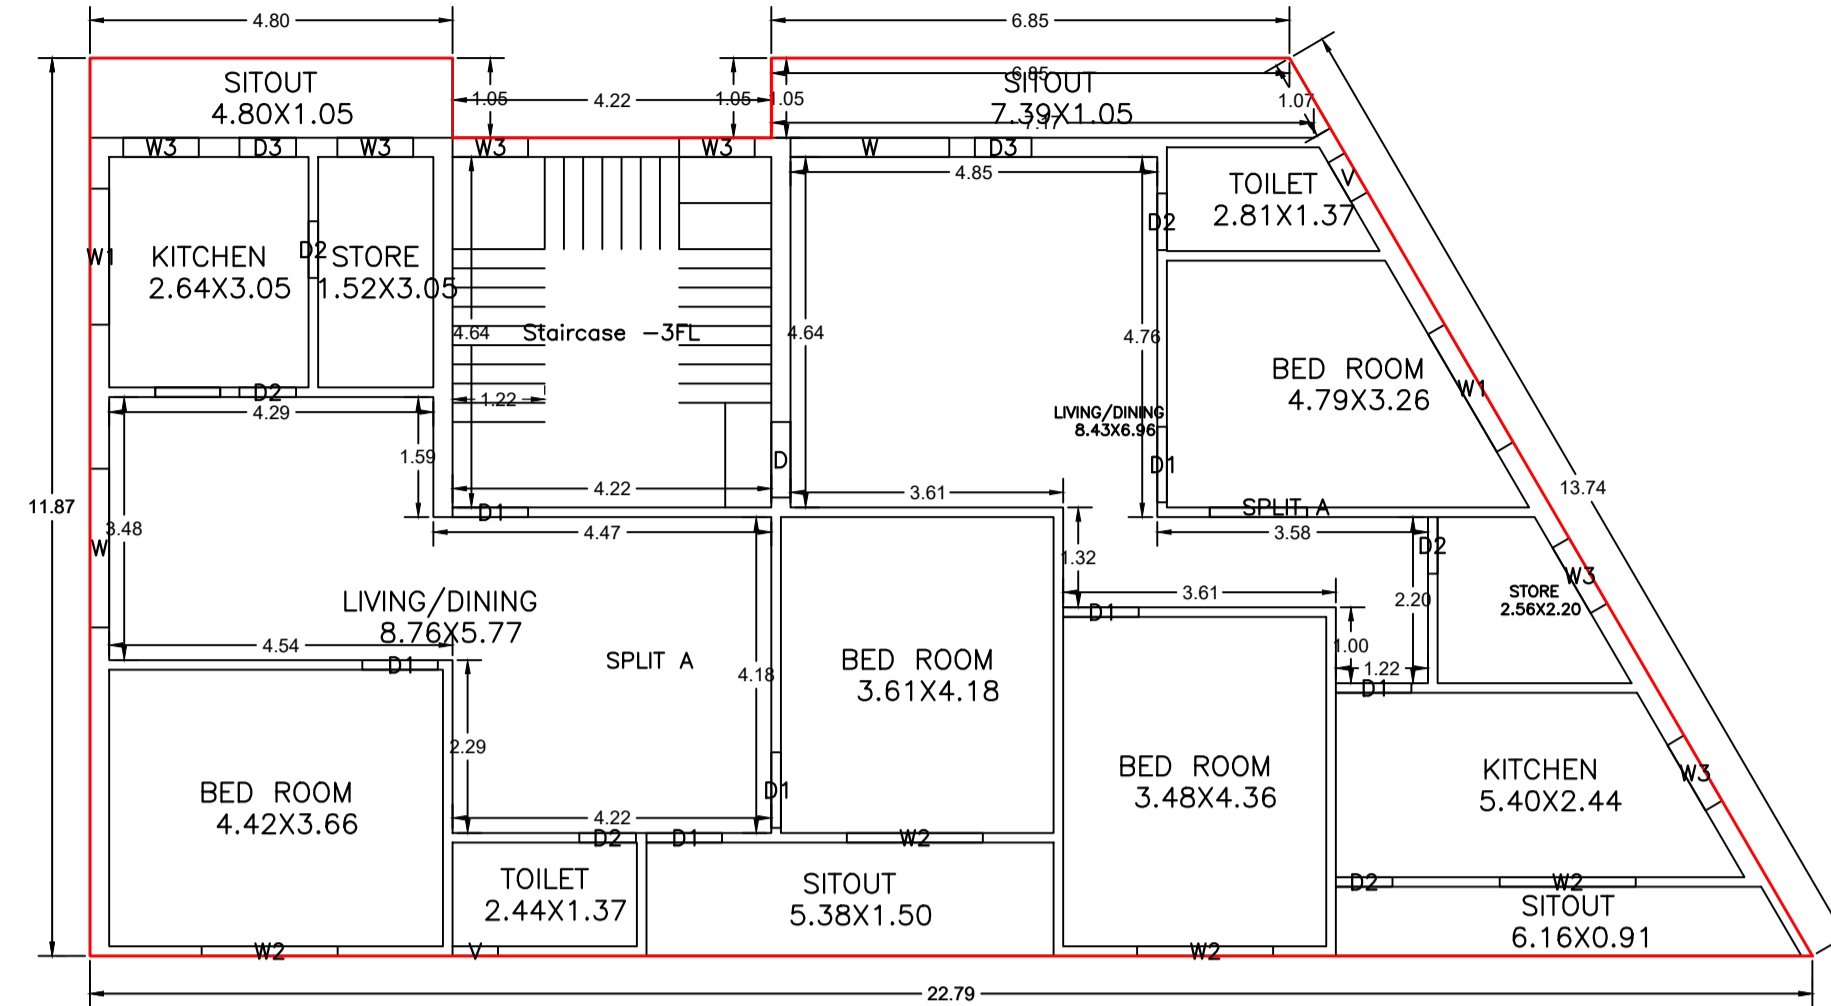 4.80
6.85
SITOUT
4.80X1.05
1.05
4.22
1.05
1.05
6.85
SITOUT
7.39X1.05
7.17
1.07
V
W3
D3
W3
W3
W3
W
D3
4.85
TOILET
2.81X1.37
V
D2
W1
KITCHEN
2.64X3.05
D2
STORE
1.52X3.05
4.64
Staircase -3FL
4.64
4.76
BED ROOM
4.79X3.26
W1
D2
4.29
1.22
LIVING/DINING
8.43X6.96
1.59
D
D1
13.74
4.22
3.61
11.87
D1
SPLIT A
3.48
W
4.47
3.58
D2
1.32
W3
LIVING/DINING
8.76X5.77
3.61
2.20
STORE
2.56X2.20
D1
4.54
D1
SPLIT A
4.18
BED ROOM
3.61X4.18
1.00
1.22
D1
2.29
BED ROOM
4.42X3.66
D1
BED ROOM
3.48X4.36
KITCHEN
5.40X2.44
W3
4.22
D2
D1
W2
TOILET
2.44X1.37
SITOUT
5.38X1.50
D2
W2
SITOUT
6.16X0.91
W2
V
W2
22.79